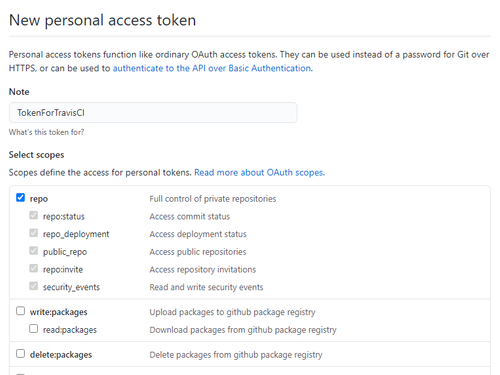 New personal access token
Personal access tokens function like ordinary OAuth access tokens. They can be used instead of a password for Git over
HTTPS, or can be used to authenticate to the API over Basic Authentication.
Note
TokenForTravisCI
What's this token for?
Select scopes
Scopes define the access for personal tokens. Read more about OAuth scopes.
repo Full control of private repositories
repo:status Access commit status
repo_deployment Access deployment status
public_repo Access public repositories
repo:invite Access repository invitations
security_events Read and write security events
write:packages Upload packages to github package registry
read:packages Download packages from github package registry
delete:packages Delete packages from github package registry